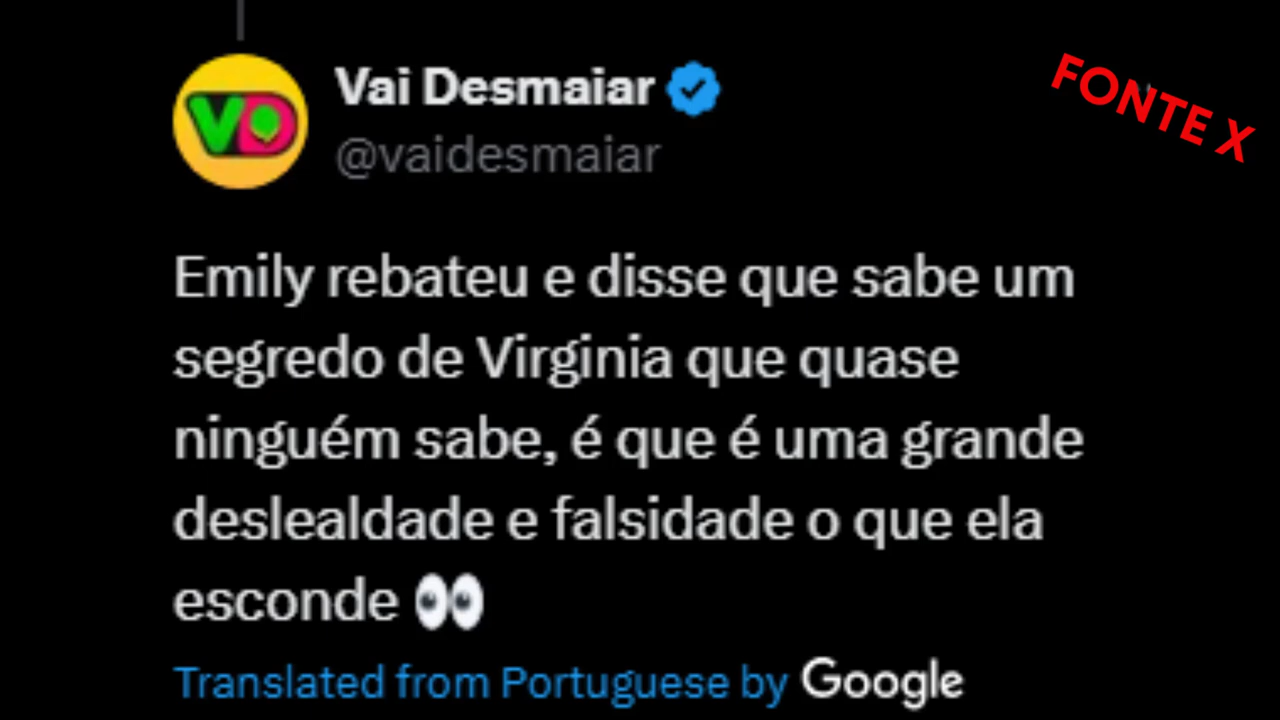 Vai Desmaiar
FONTE X
@vaidesmaiar
VD
Emily rebateu e disse que sabe um
segredo de Virginia que quase
ninguém sabe, é que é uma grande
deslealdade e falsidade o que ela
esconde 👀
Translated from Portuguese by Google